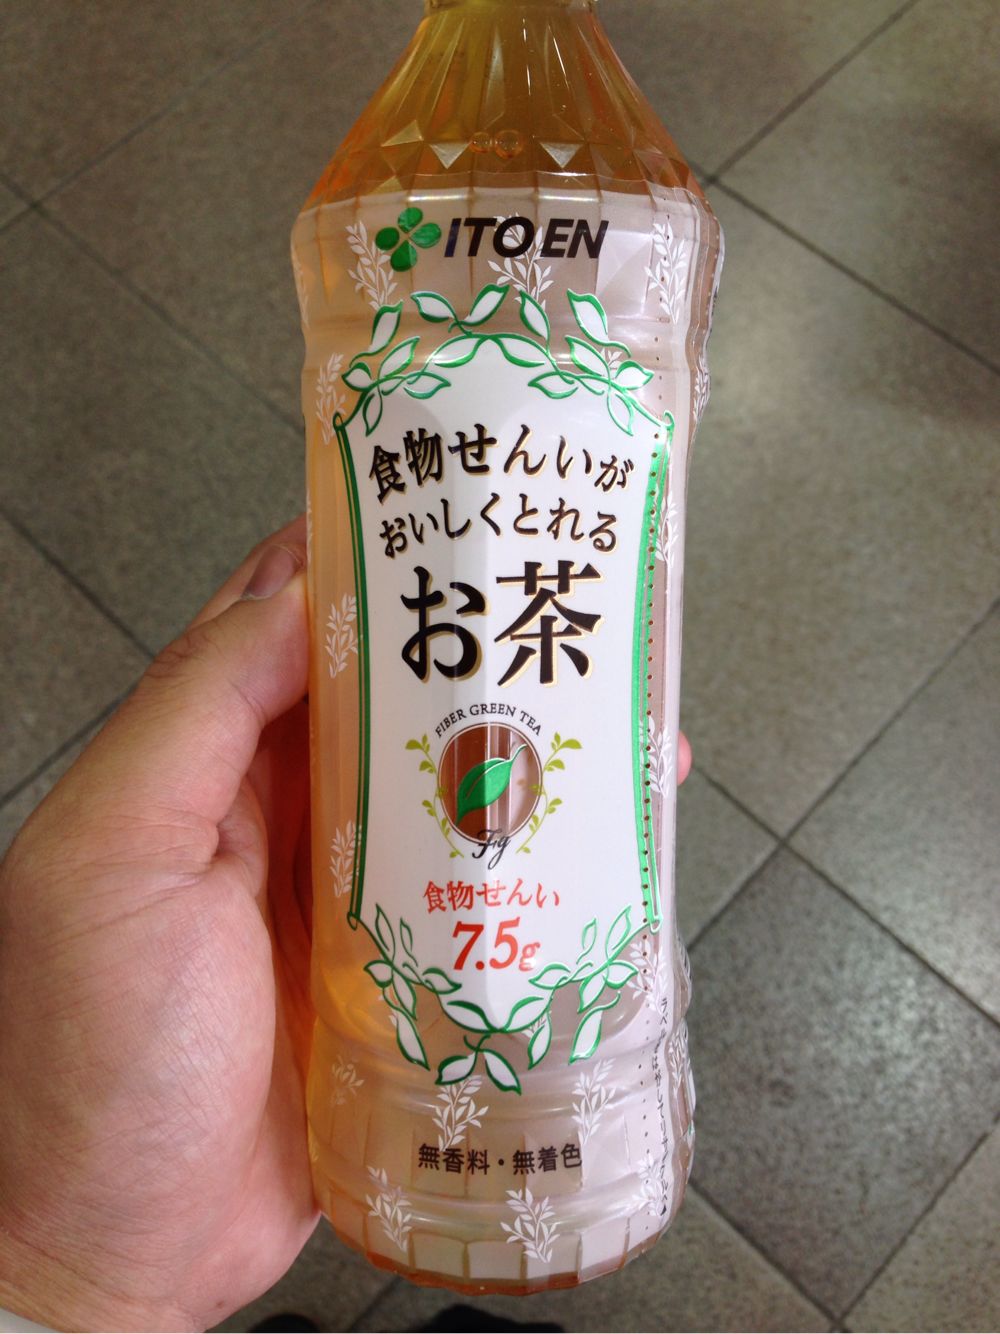 ITO EN
食物せんいが
おいしくとれる
お茶
FIBER GREEN TEA
Fig
食物せんい
7.5g
無香料・無着色